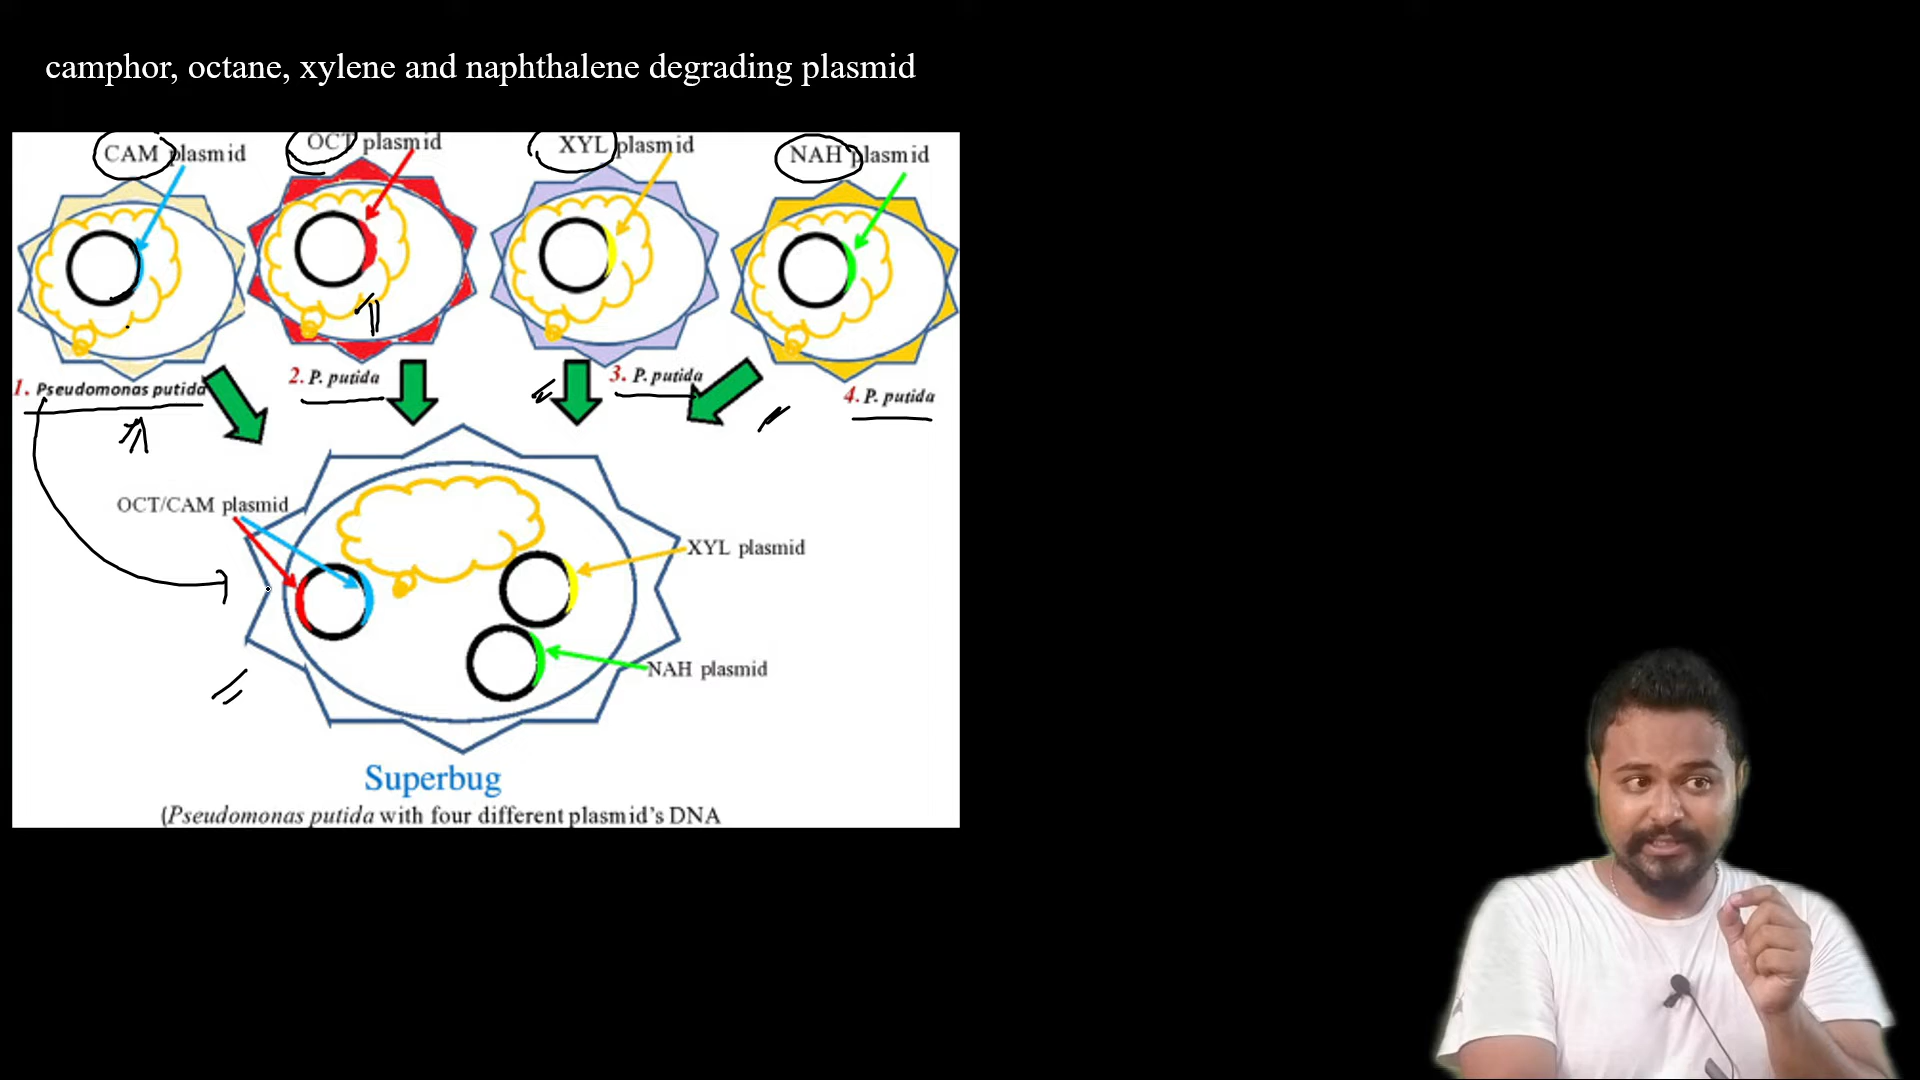 camphor, octane, xylene and naphthalene degrading plasmid
CAM plasmid
OCT plasmid
XYL plasmid
NAH plasmid
1. Pseudomonas putida
2. P. putida
3. P. putida
4. P. putida
OCT/CAM plasmid
XYL plasmid
NAH plasmid
Superbug
(Pseudomonas putida with four different plasmid's DNA